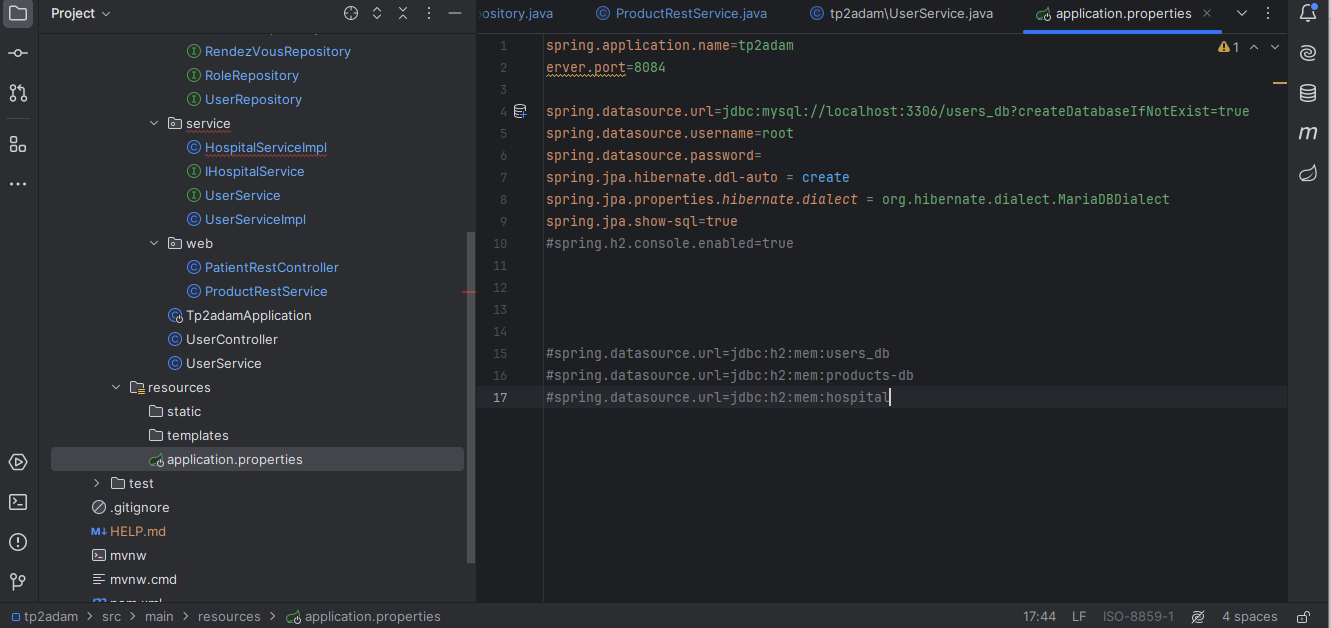 Project
ository.java
ProductRestService.java
tp2adam\UserService.java
application.properties
RendezVousRepository
RoleRepository
UserRepository
service
HospitalServiceImpl
IHospitalService
UserService
UserServiceImpl
web
PatientRestController
ProductRestService
Tp2adamApplication
UserController
UserService
resources
static
templates
application.properties
test
.gitignore
M↓ HELP.md
mvnw
mvnw.cmd
1 spring.application.name=tp2adam
2 erver.port=8084
3
4 spring.datasource.url=jdbc:mysql://localhost:3306/users_db?createDatabaseIfNotExist=true
5 spring.datasource.username=root
6 spring.datasource.password=
7 spring.jpa.hibernate.ddl-auto = create
8 spring.jpa.properties.hibernate.dialect = org.hibernate.dialect.MariaDBDialect
9 spring.jpa.show-sql=true
10 #spring.h2.console.enabled=true
11
12
13
14
15 #spring.datasource.url=jdbc:h2:mem:users_db
16 #spring.datasource.url=jdbc:h2:mem:products-db
17 #spring.datasource.url=jdbc:h2:mem:hospital
1
m
tp2adam > src > main > resources > application.properties
17:44 LF ISO-8859-1 4 spaces